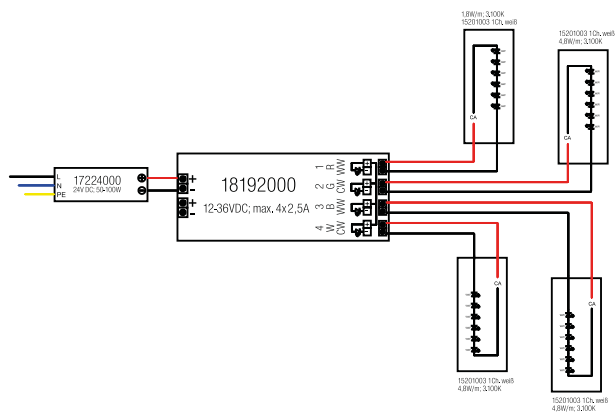 1,8W/m; 3.100K
15201003 1Ch. weiß
15201003 1Ch. weiß
4,8W/m; 3.100K
CA
CA
L
N
PE
17224000
24V DC; 50-100W
+
-
+
-
18192000
12-36VDC; max. 4x2,5A
1 R WW
2 G CW
3 B WW
4 W CW
CA
CA
15201003 1Ch. weiß
4,8W/m; 3.100K
15201003 1Ch. weiß
4,8W/m; 3.100K